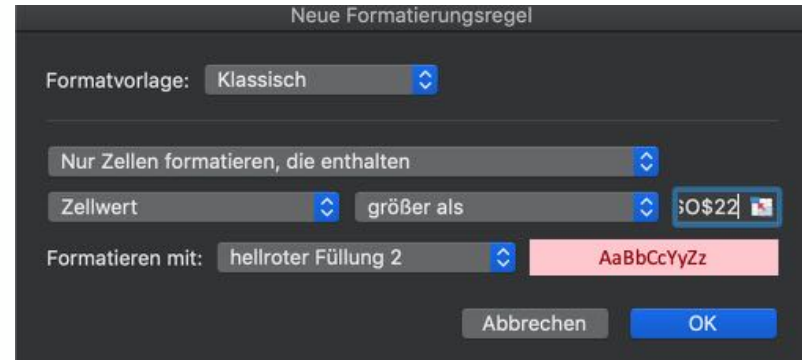 Neue Formatierungsregel
Formatvorlage: Klassisch
Nur Zellen formatieren, die enthalten
Zellwert größer als $O$22
Formatieren mit: hellroter Füllung 2 AaBbCcYyZz
Abbrechen OK